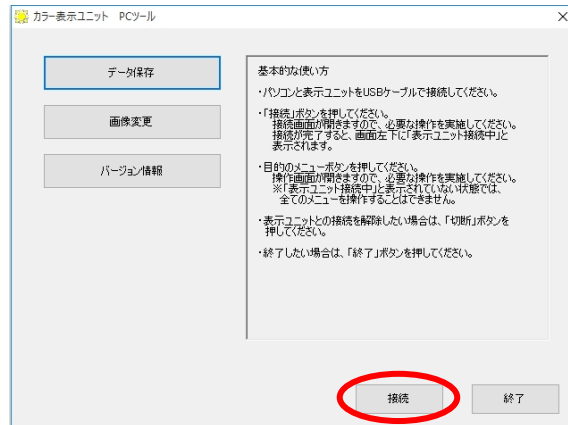 カラー表示ユニット PCツール
データ保存
画像変更
バージョン情報
基本的な使い方
・パソコンと表示ユニットをUSBケーブルで接続してください。
・「接続」ボタンを押してください。
接続画面が開きますので、必要な操作を実施してください。
接続が完了すると、画面左下に「表示ユニット接続中」と
表示されます。
・目的のメニューボタンを押してください。
操作画面が開きますので、必要な操作を実施してください。
※「表示ユニット接続中」と表示されていない状態では、
全てのメニューを操作することはできません。
・表示ユニットとの接続を解除したい場合は、「切断」ボタンを
押してください。
・終了したい場合は、「終了」ボタンを押してください。
接続
終了